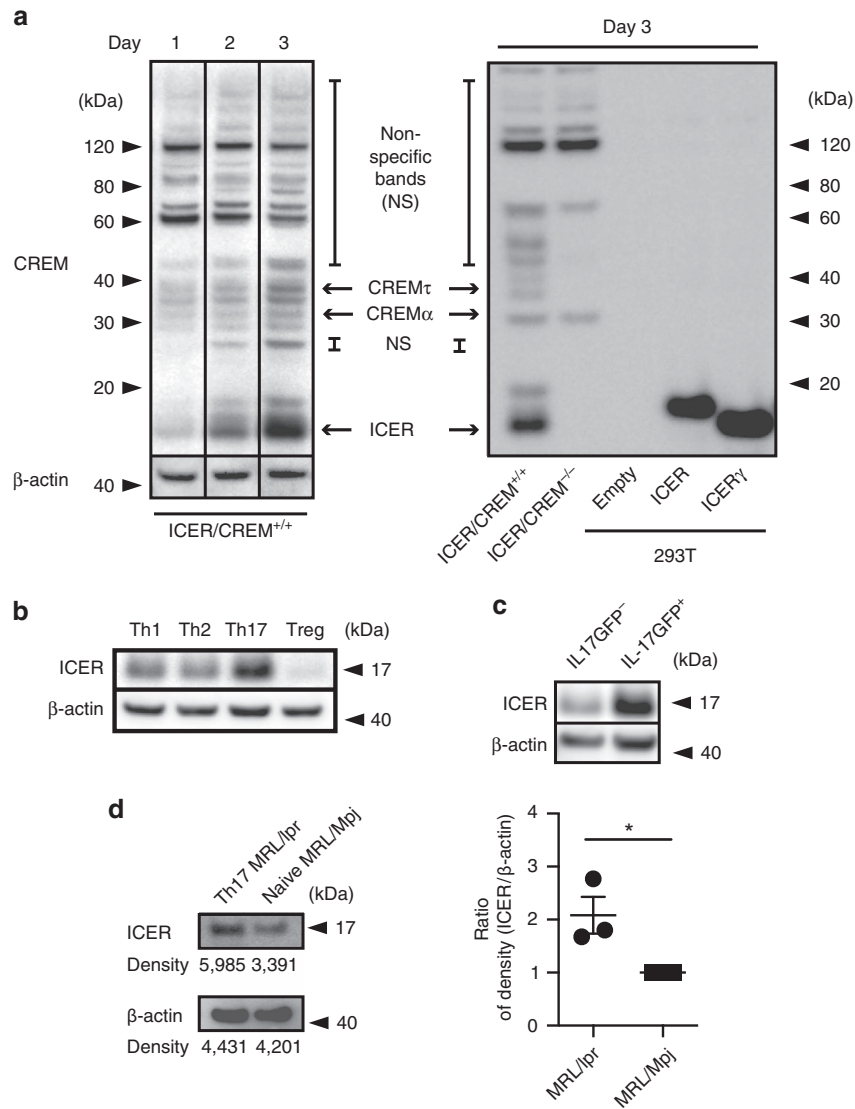 a
Day 1 2 3
(kDa)
120
80
60
CREM
40
30
20
β-actin
40
ICER/CREM+/+
Non-
specific
bands
(NS)
CREMτ
CREMα
NS
ICER
Day 3
(kDa)
120
80
60
40
30
20
ICER/CREM+/+
ICER/CREM−/−
Empty
ICER
ICERγ
293T
b
Th1 Th2 Th17 Treg (kDa)
ICER 17
β-actin 40
c
IL17GFP−
IL-17GFP+
(kDa)
ICER 17
β-actin 40
d
Th17 MRL/lpr
Naive MRL/Mpj
(kDa)
ICER 17
Density 5,985 3,391
β-actin 40
Density 4,431 4,201
Ratio
of density (ICER/β-actin)
4
3
2
1
0
*
MRL/lpr
MRL/Mpj